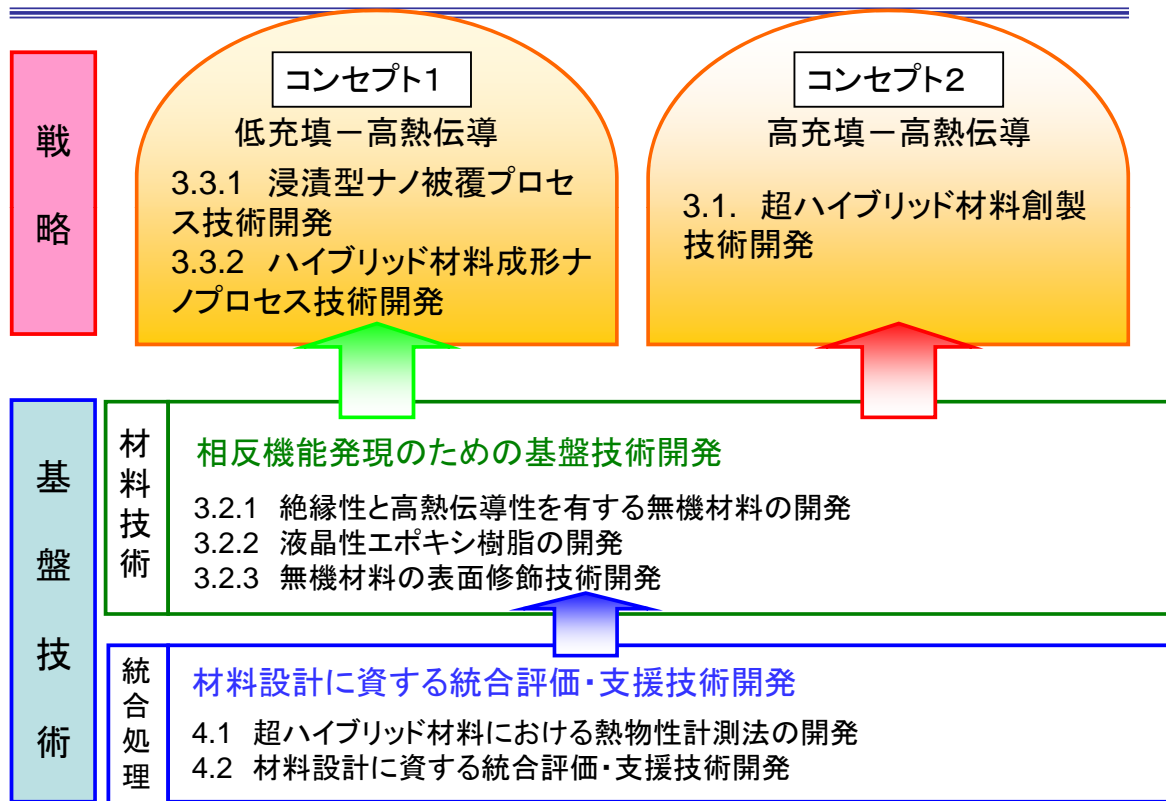 戦略
コンセプト1
低充填－高熱伝導
3.3.1 浸漬型ナノ被覆プロセ
ス技術開発
3.3.2 ハイブリッド材料成形ナ
ノプロセス技術開発
コンセプト2
高充填－高熱伝導
3.1. 超ハイブリッド材料創製
技術開発
基盤技術
材料技術
相反機能発現のための基盤技術開発
3.2.1 絶縁性と高熱伝導性を有する無機材料の開発
3.2.2 液晶性エポキシ樹脂の開発
3.2.3 無機材料の表面修飾技術開発
統合処理
材料設計に資する統合評価・支援技術開発
4.1 超ハイブリッド材料における熱物性計測法の開発
4.2 材料設計に資する統合評価・支援技術開発